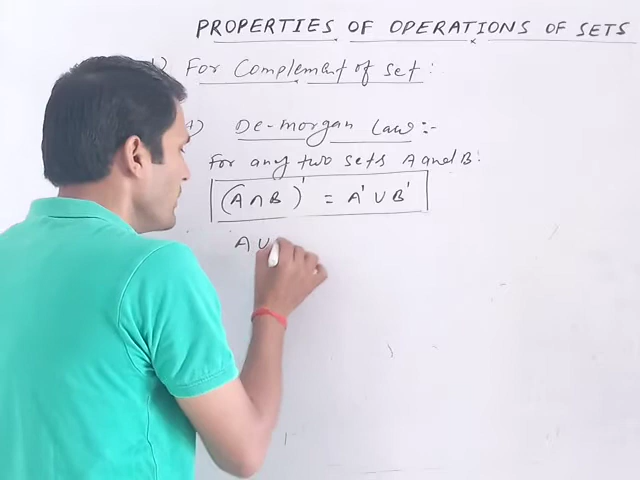 PROPERTIES OF OPERATIONS OF SETS
For Complement of set :
A) De-morgan Law :-
For any two sets A and B :
(A ∩ B)' = A' ∪ B'
A ∪